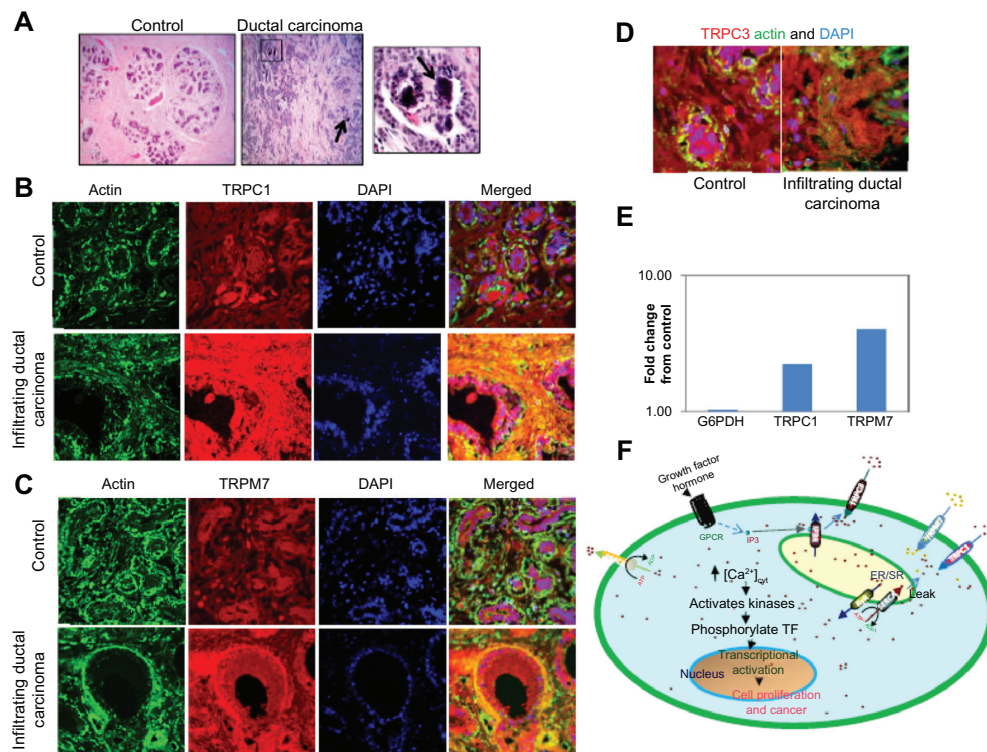 A
Control
Ductal carcinoma
B
Actin
TRPC1
DAPI
Merged
Control
Infiltrating ductal
carcinoma
C
Actin
TRPM7
DAPI
Merged
Control
Infiltrating ductal
carcinoma
D
TRPC3 actin and DAPI
Control
Infiltrating ductal
carcinoma
E
Fold change
from control
10.00
1.00
G6PDH
TRPC1
TRPM7
F
Growth factor
hormone
GPCR
IP3
ADP
ATP
[Ca²⁺]cyt
ER/SR
Leak
ATP
Activates kinases
Phosphorylate TF
Transcriptional
activation
Nucleus
Cell proliferation
and cancer